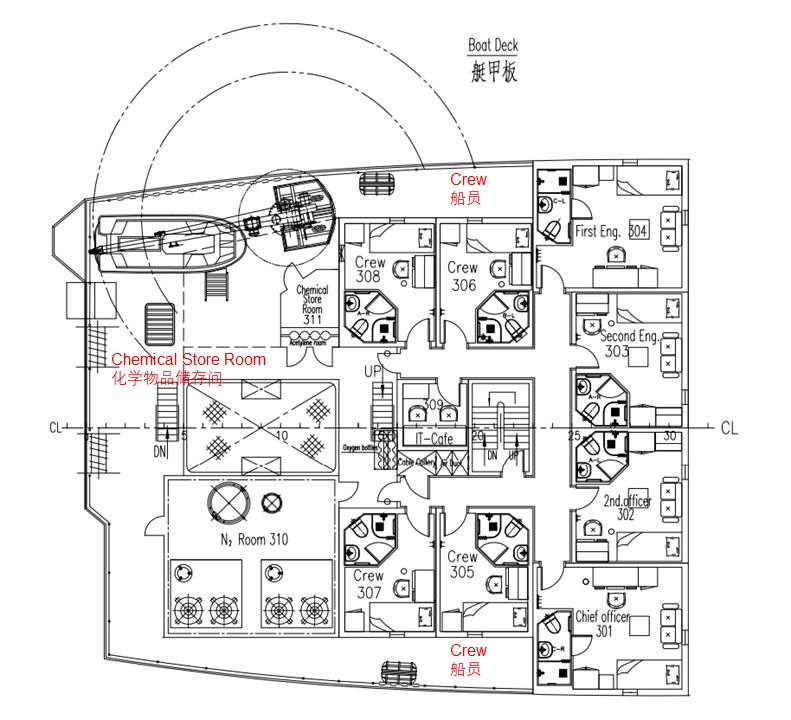 Boat Deck
艇甲板
Crew
船员
C-L
First Eng. 304
Crew
308
Crew
306
Chemical
Store
Room
311
A-R
B-L
Acetylene room
Second Eng.
303
Chemical Store Room
化学物品储存间
UP
309
A-R
CL
5
10
IT-Cafe
20
25
30
CL
DN
Oxygen bottles
Cable Gallery
Air Duct
DN
UP
A-L
2nd.officer
302
N₂ Room 310
Crew
307
Crew
305
Chief officer
301
C-R
Crew
船员